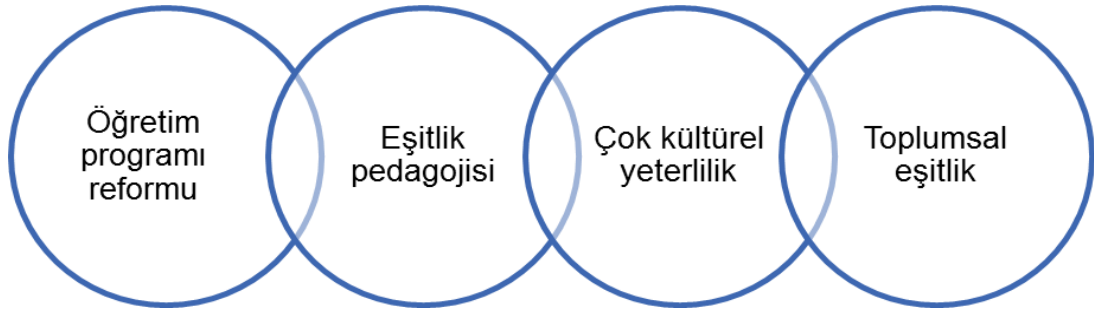 Öğretim
programı
reformu
Eşitlik
pedagojisi
Çok kültürel
yeterlilik
Toplumsal
eşitlik